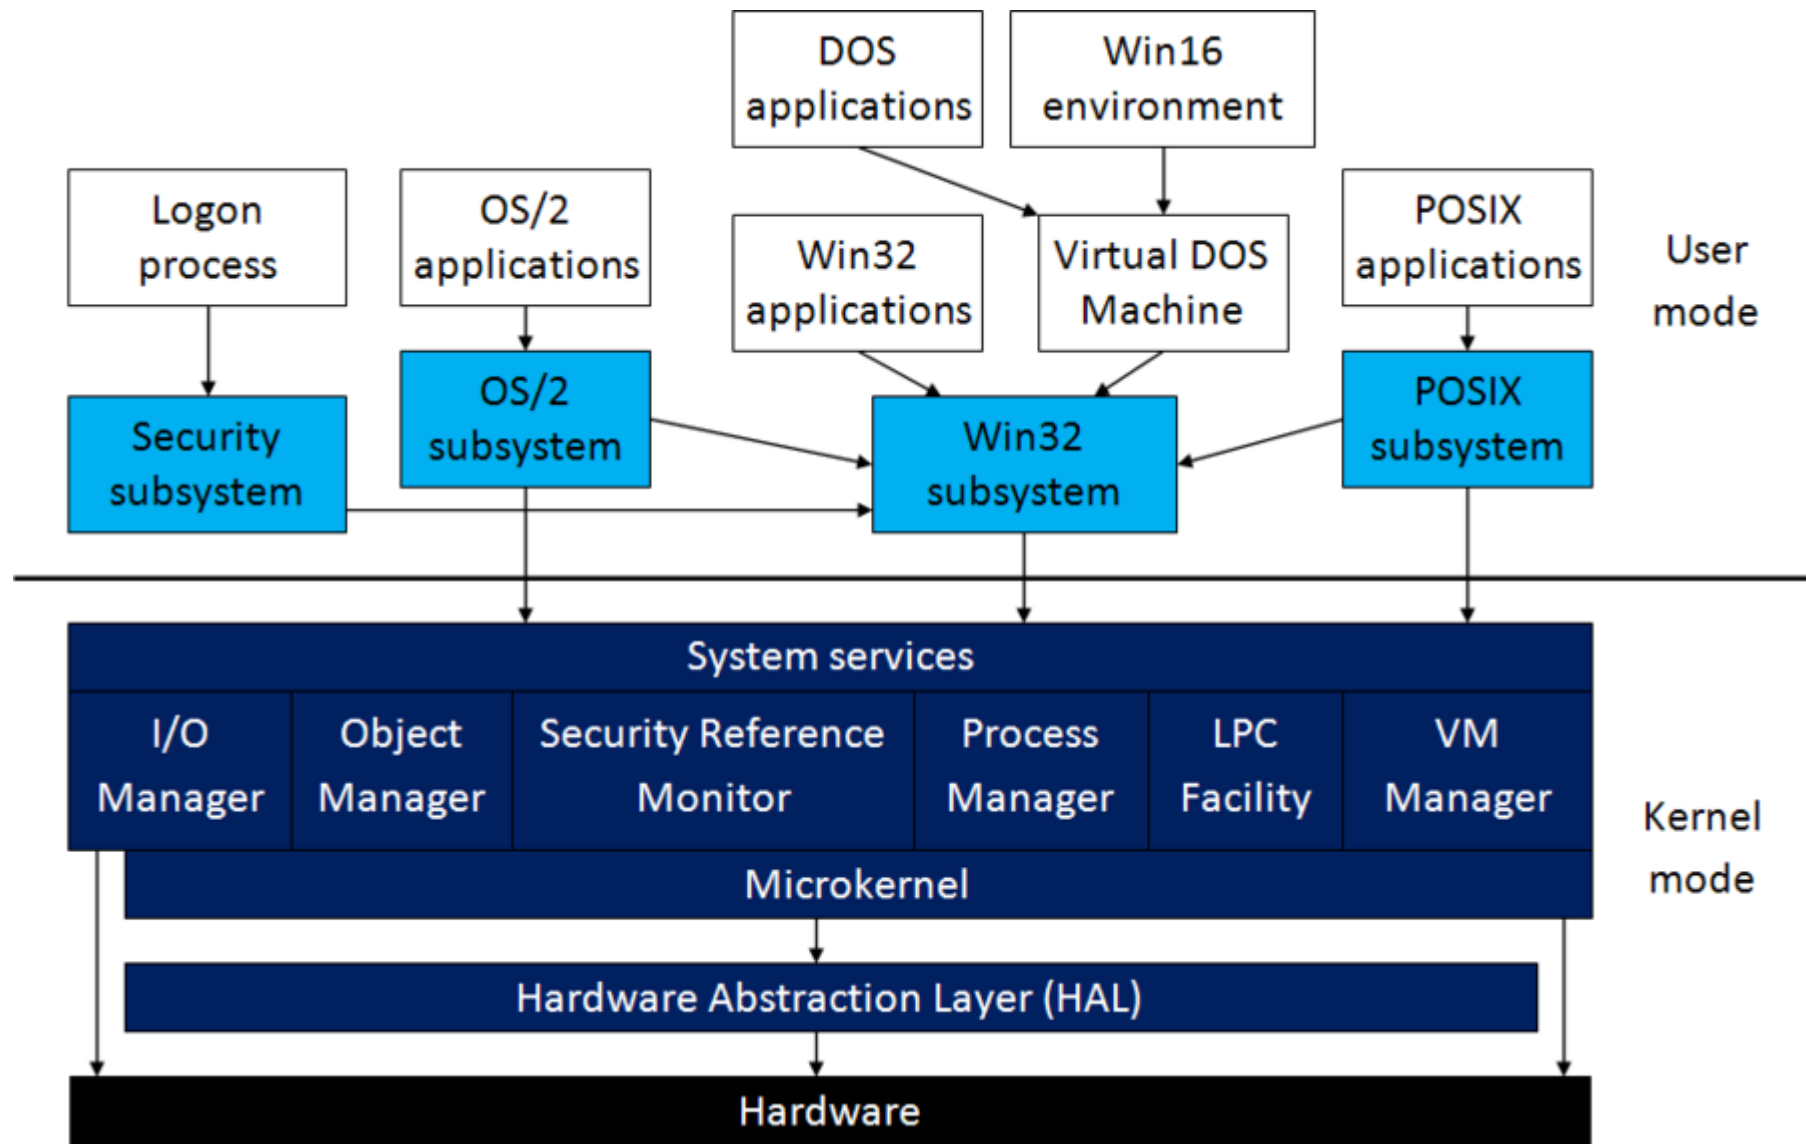 DOS
applications
Win16
environment
Logon
process
OS/2
applications
Win32
applications
Virtual DOS
Machine
POSIX
applications
User
mode
Security
subsystem
OS/2
subsystem
Win32
subsystem
POSIX
subsystem
System services
I/O
Manager
Object
Manager
Security Reference
Monitor
Process
Manager
LPC
Facility
VM
Manager
Kernel
mode
Microkernel
Hardware Abstraction Layer (HAL)
Hardware